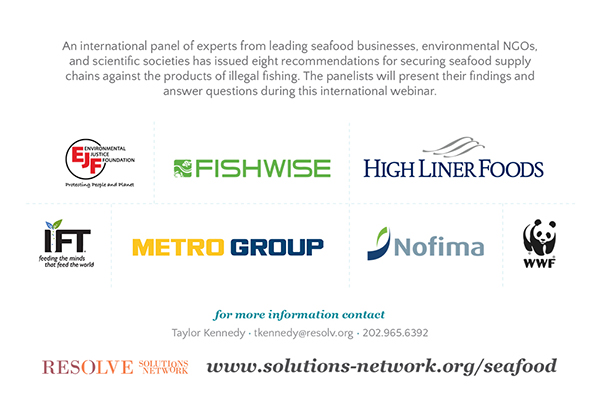 An international panel of experts from leading seafood businesses, environmental NGOs,
and scientific societies has issued eight recommendations for securing seafood supply
chains against the products of illegal fishing. The panelists will present their findings and
answer questions during this international webinar.
EJF ENVIRONMENTAL
JUSTICE
FOUNDATION
Protecting People and Planet
FISHWISE
HIGH LINER FOODS
IFT
feeding the minds
that feed the world
METRO GROUP
Nofima
WWF
for more information contact
Taylor Kennedy • tkennedy@resolv.org • 202.965.6392
RESOLVE SOLUTIONS
NETWORK
www.solutions-network.org/seafood